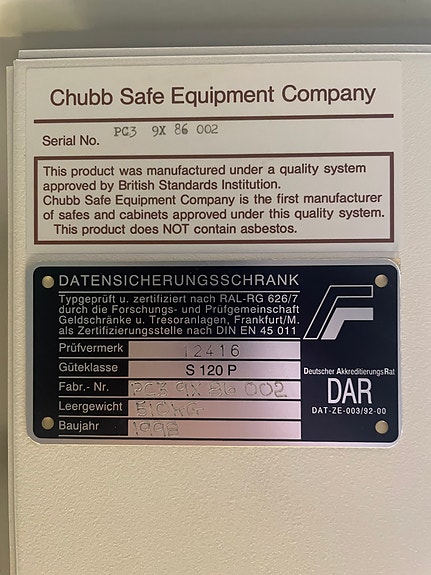 Chubb Safe Equipment Company
Serial No. PC3 9X 86 002
This product was manufactured under a quality system
approved by British Standards Institution.
Chubb Safe Equipment Company is the first manufacturer
of safes and cabinets approved under this quality system.
This product does NOT contain asbestos.
DATENSICHERUNGSSCHRANK
Typgeprüft u. zertifiziert nach RAL-RG 626/7
durch die Forschungs- und Prüfgemeinschaft
Geldschränke u. Tresoranlagen, Frankfurt/M.
als Zertifizierungsstelle nach DIN EN 45 011
Prüfvermerk 12416
Güteklasse S 120 P
Fabr.- Nr. PC3 9X 86 002
Leergewicht 510KG
Baujahr 1998
Deutscher AkkreditierungsRat
DAR
DAT-ZE-003/92-00